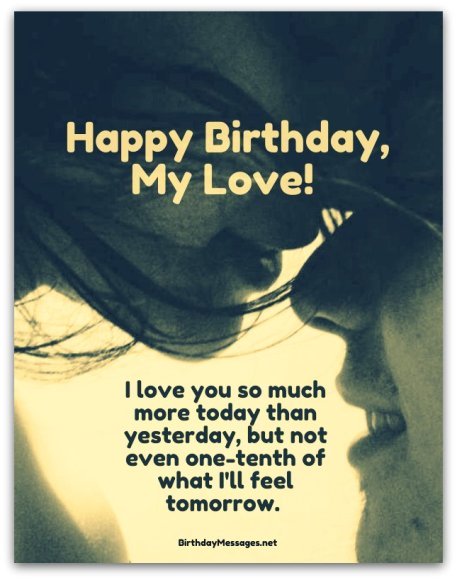 Happy Birthday,
My Love!
I love you so much
more today than
yesterday, but not
even one-tenth of
what I'll feel
tomorrow.
BirthdayMessages.net